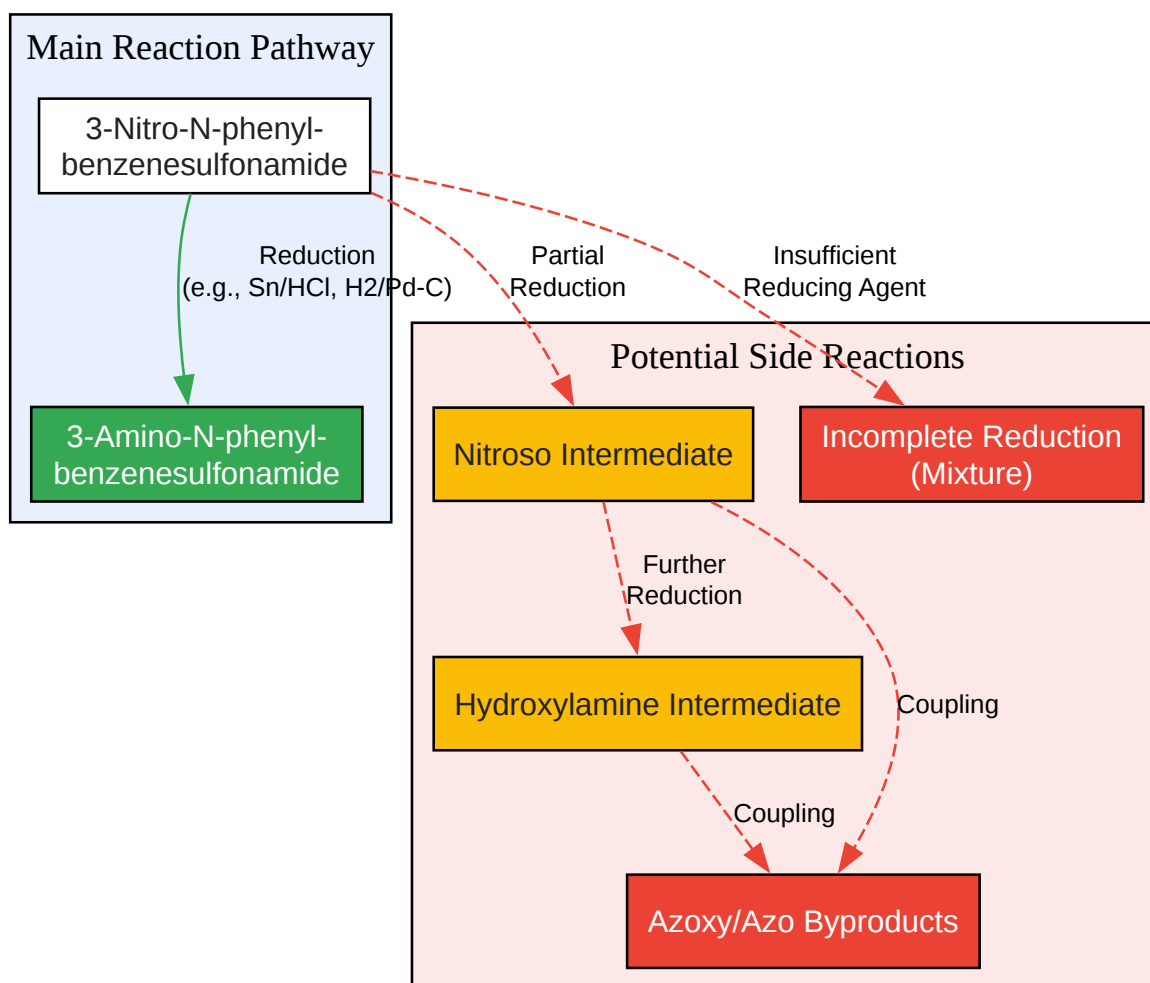 Main Reaction Pathway
3-Nitro-N-phenyl-
benzenesulfonamide
Reduction
(e.g., Sn/HCl, H2/Pd-C)
Partial
Reduction
Insufficient
Reducing Agent
3-Amino-N-phenyl-
benzenesulfonamide
Potential Side Reactions
Nitroso Intermediate
Incomplete Reduction
(Mixture)
Further
Reduction
Hydroxylamine Intermediate
Coupling
Coupling
Azoxy/Azo Byproducts